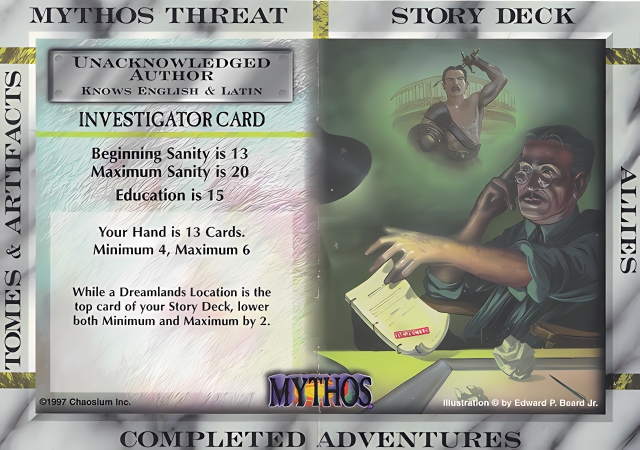 MYTHOS THREAT
STORY DECK
TOMES & ARTIFACTS
UNACKNOWLEDGED
AUTHOR
KNOWS ENGLISH & LATIN
INVESTIGATOR CARD
Beginning Sanity is 13
Maximum Sanity is 20
Education is 15
Your Hand is 13 Cards.
Minimum 4, Maximum 6
While a Dreamlands Location is the
top card of your Story Deck, lower
both Minimum and Maximum by 2.
ALLIES
MYTHOS
©1997 Chaosium Inc.
Illustration © by Edward P. Beard Jr.
COMPLETED ADVENTURES